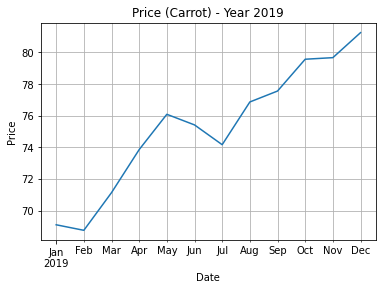 Price (Carrot) - Year 2019
80
78
76
74
72
70
Price
Jan Feb Mar Apr May Jun Jul Aug Sep Oct Nov Dec
2019
Date